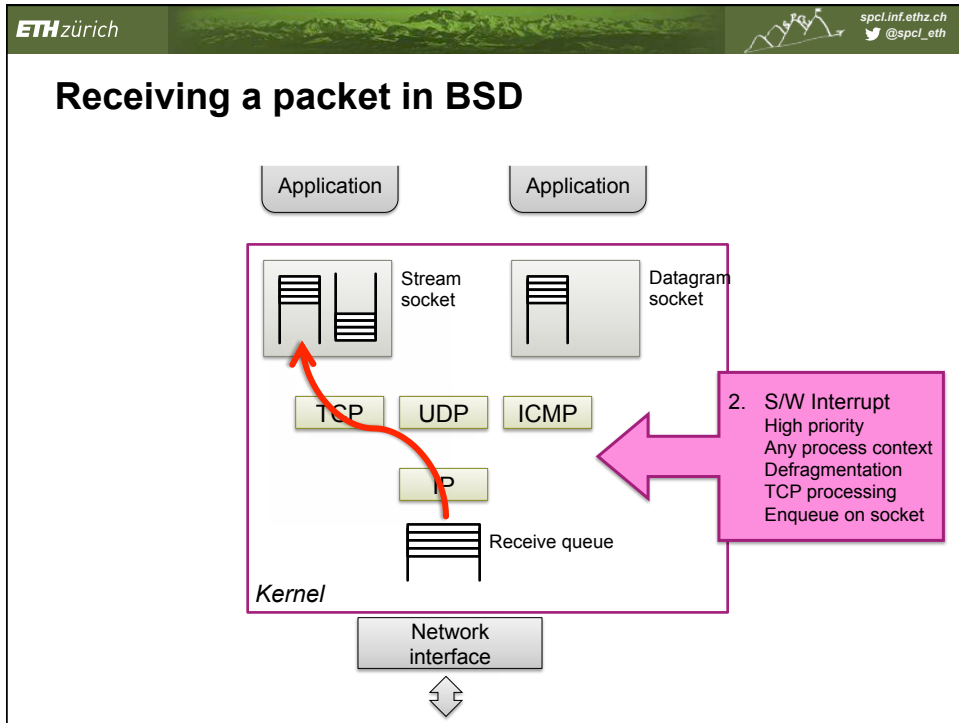 ETH zürich
spcl.inf.ethz.ch
@spcl_eth
Receiving a packet in BSD
Application
Application
Stream
socket
Datagram
socket
TCP
UDP
ICMP
2. S/W Interrupt
High priority
Any process context
Defragmentation
TCP processing
Enqueue on socket
IP
Receive queue
Kernel
Network
interface